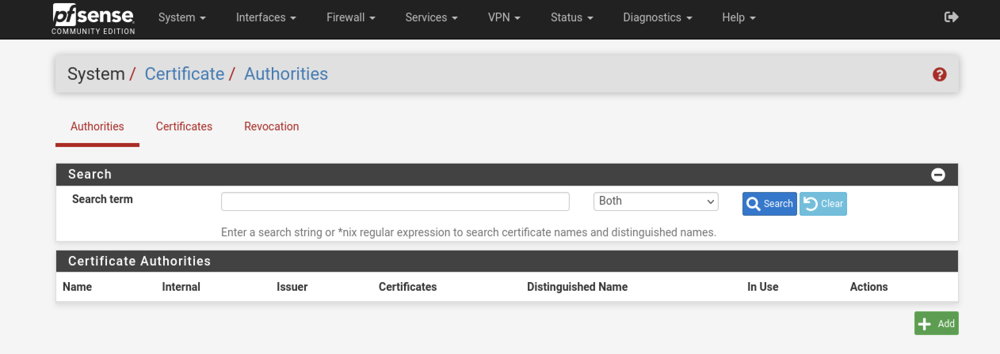 pfsense
COMMUNITY EDITION
System Interfaces Firewall Services VPN Status Diagnostics Help
System / Certificate / Authorities
Authorities Certificates Revocation
Search
Search term Both Search Clear
Enter a search string or *nix regular expression to search certificate names and distinguished names.
Certificate Authorities
Name Internal Issuer Certificates Distinguished Name In Use Actions
Add